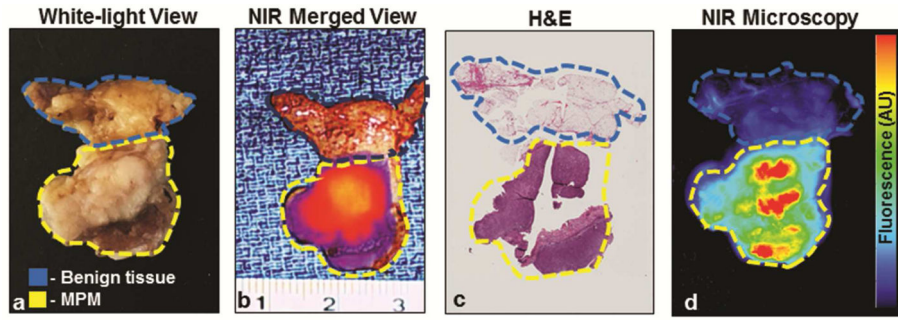 White-light View
NIR Merged View
H&E
NIR Microscopy
- Benign tissue
- MPM
a
b
1 2 3
c
d
Fluorescence (AU)